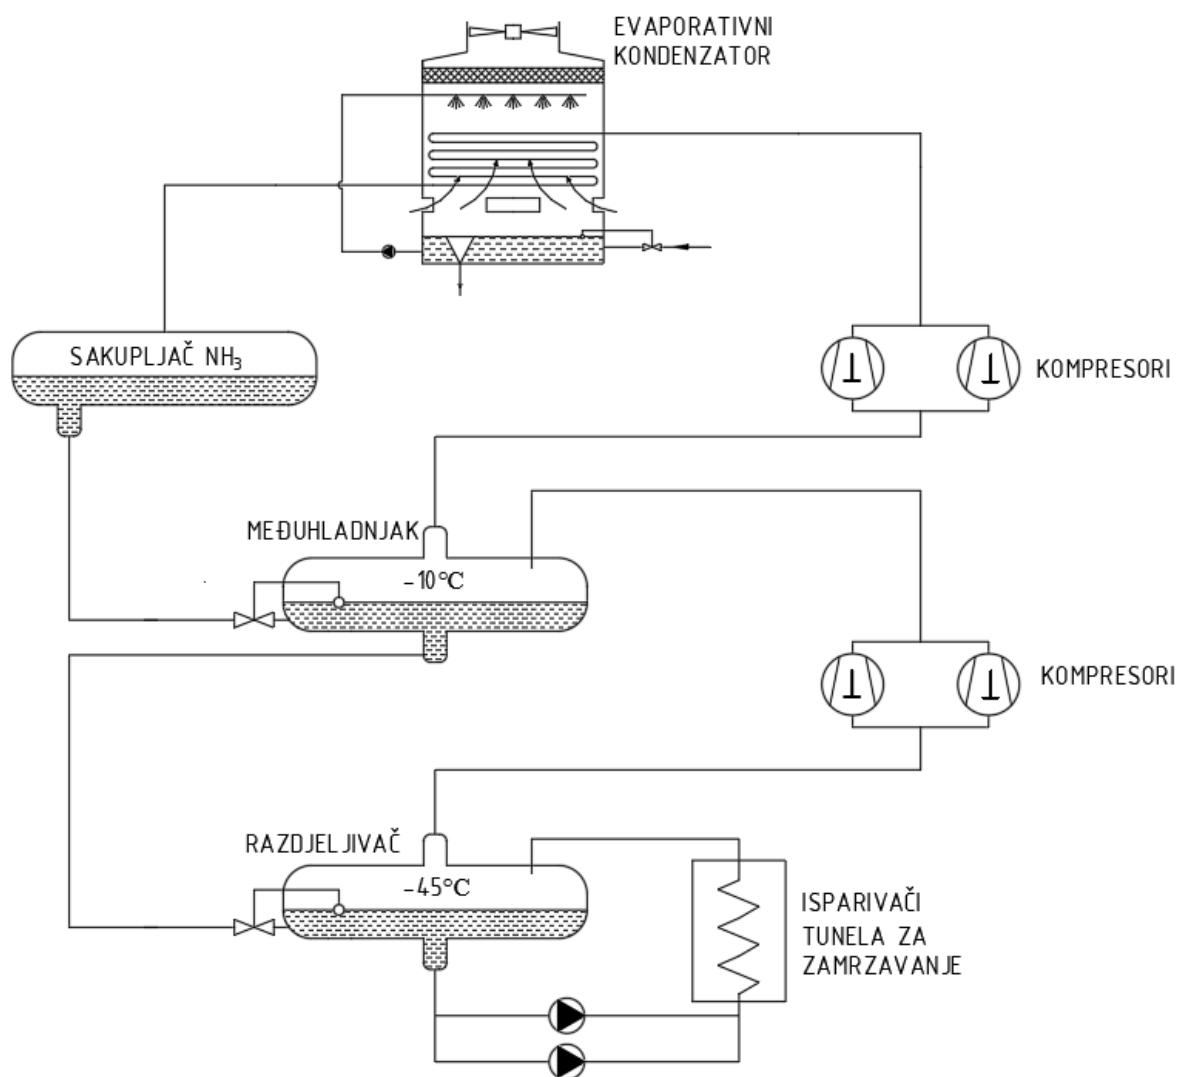 EVAPORATIVNI
KONDENZATOR
SAKUPLJAČ NH₃
KOMPRESORI
MEĐUHLADNJAK
-10°C
KOMPRESORI
RAZDJELJIVAČ
-45°C
ISPARIVAČI
TUNELA ZA
ZAMRZAVANJE